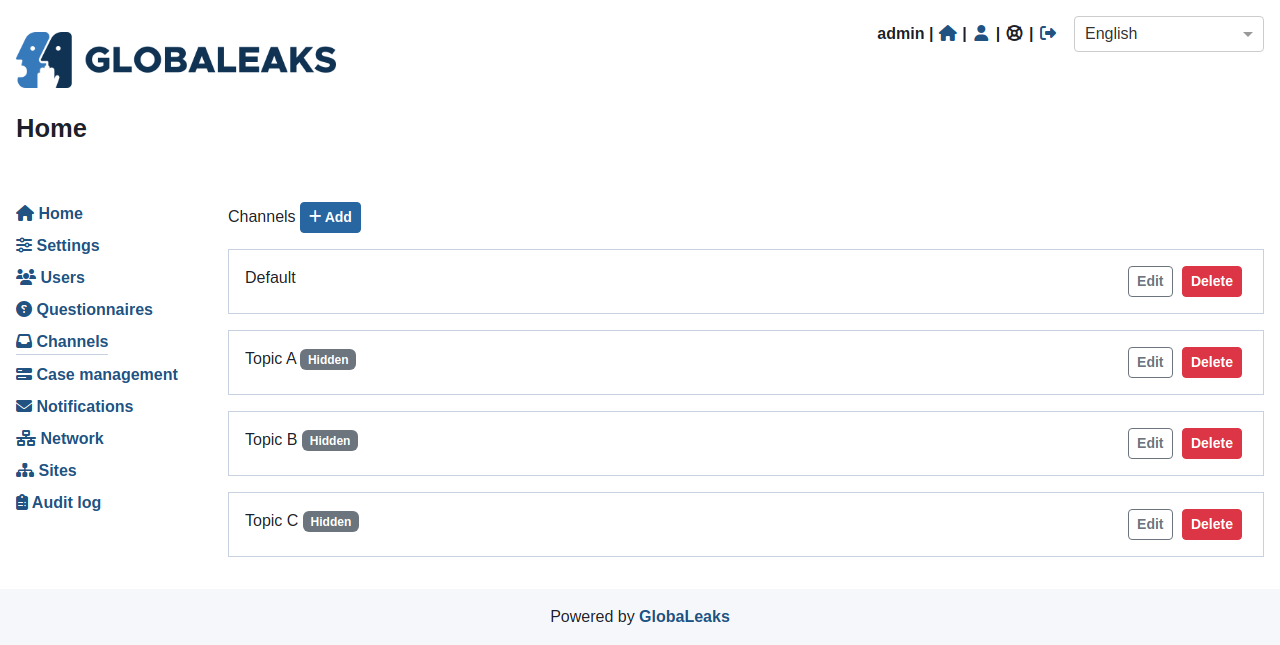 GLOBALEAKS
admin | | | |
English
Home
Home
Settings
Users
Questionnaires
Channels
Case management
Notifications
Network
Sites
Audit log
Channels + Add
Default Edit Delete
Topic A Hidden Edit Delete
Topic B Hidden Edit Delete
Topic C Hidden Edit Delete
Powered by GlobaLeaks